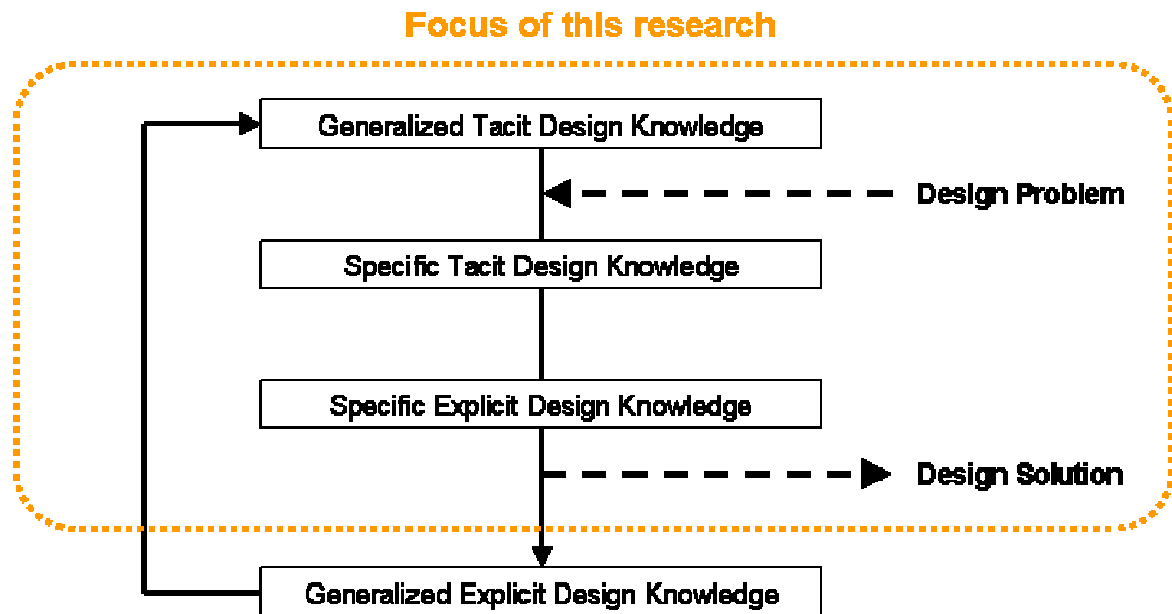 Focus of this research
Generalized Tacit Design Knowledge
Design Problem
Specific Tacit Design Knowledge
Specific Explicit Design Knowledge
Design Solution
Generalized Explicit Design Knowledge